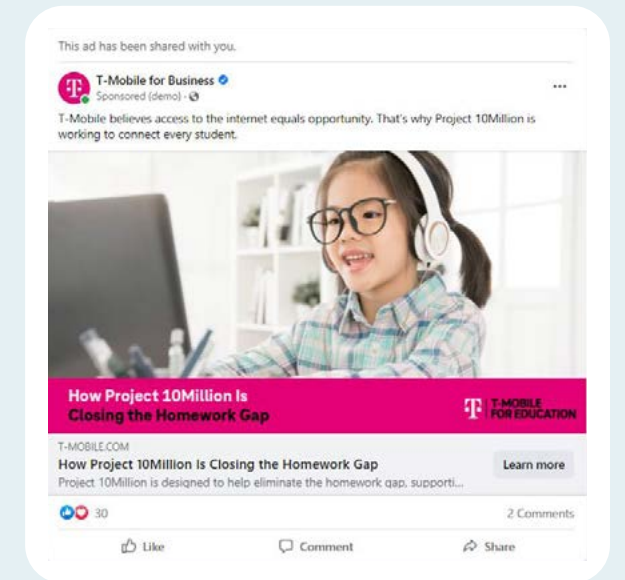 This ad has been shared with you.
T-Mobile for Business
Sponsored (demo) ·
T-Mobile believes access to the internet equals opportunity. That's why Project 10Million is
working to connect every student.
How Project 10Million Is
Closing the Homework Gap
T T-MOBILE
FOR EDUCATION
T-MOBILE.COM
How Project 10Million Is Closing the Homework Gap
Learn more
Project 10Million is designed to help eliminate the homework gap, supporti...
30
2 Comments
Like
Comment
Share